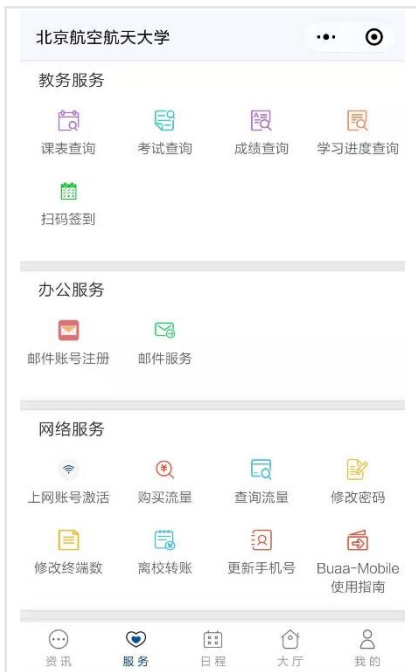 北京航空航天大学
教务服务
课表查询 考试查询 成绩查询 学习进度查询
扫码签到
办公服务
邮件账号注册 邮件服务
网络服务
上网账号激活 购买流量 查询流量 修改密码
修改终端数 离校转账 更新手机号 Buaa-Mobile
使用指南
资讯 服务 日程 大厅 我的